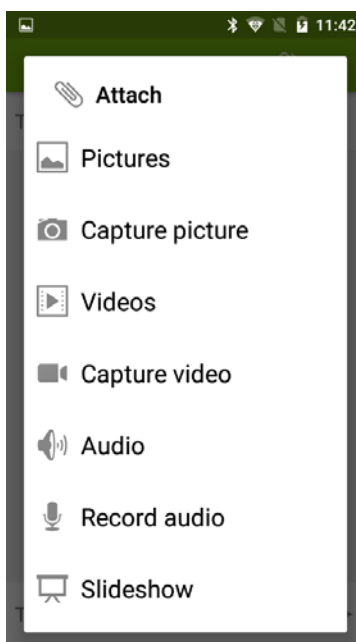 11:42
Attach
T
Pictures
Capture picture
Videos
Capture video
Audio
Record audio
Slideshow
T